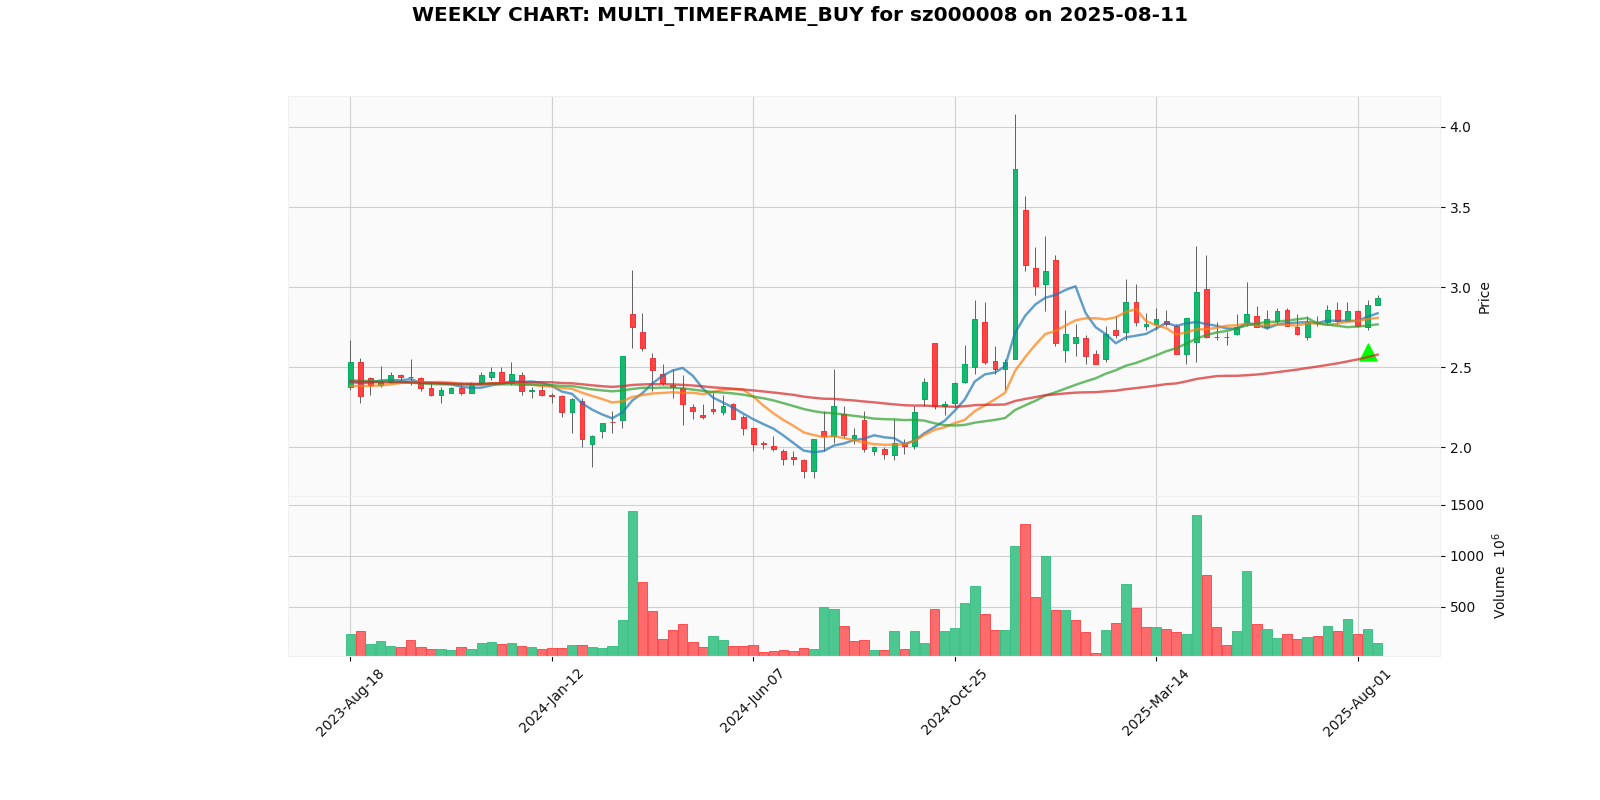 WEEKLY CHART: MULTI_TIMEFRAME_BUY for sz000008 on 2025-08-11
4.0
3.5
3.0
2.5
2.0
Price
1500
1000
500
Volume 10^6
2023-Aug-18
2024-Jan-12
2024-Jun-07
2024-Oct-25
2025-Mar-14
2025-Aug-01